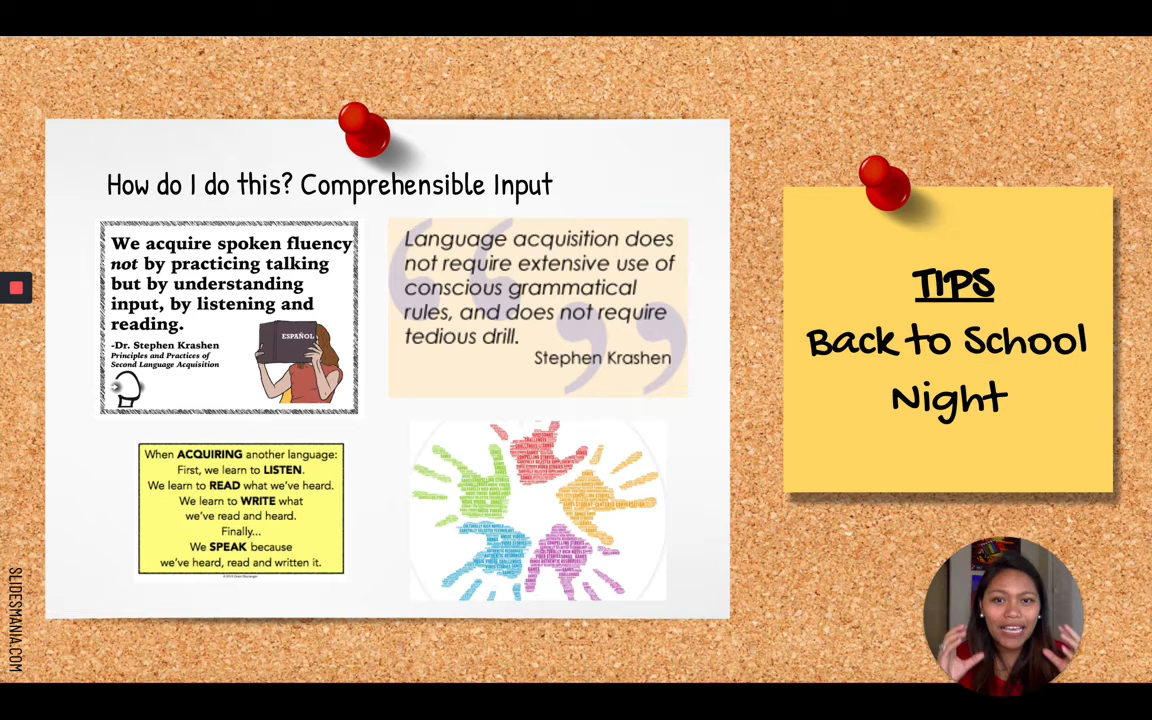 How do I do this? Comprehensible Input
We acquire spoken fluency
not by practicing talking
but by understanding
input, by listening and
reading.
-Dr. Stephen Krashen
Principles and Practices of
Second Language Acquisition
ESPAÑOL
Language acquisition does
not require extensive use of
conscious grammatical
rules, and does not require
tedious drill.
Stephen Krashen
When ACQUIRING another language:
First, we learn to LISTEN.
We learn to READ what we've heard.
We learn to WRITE what
we've read and heard.
Finally...
We SPEAK because
we've heard, read and written it.
TIPS
Back to School
Night
SLIDESMANIA.COM